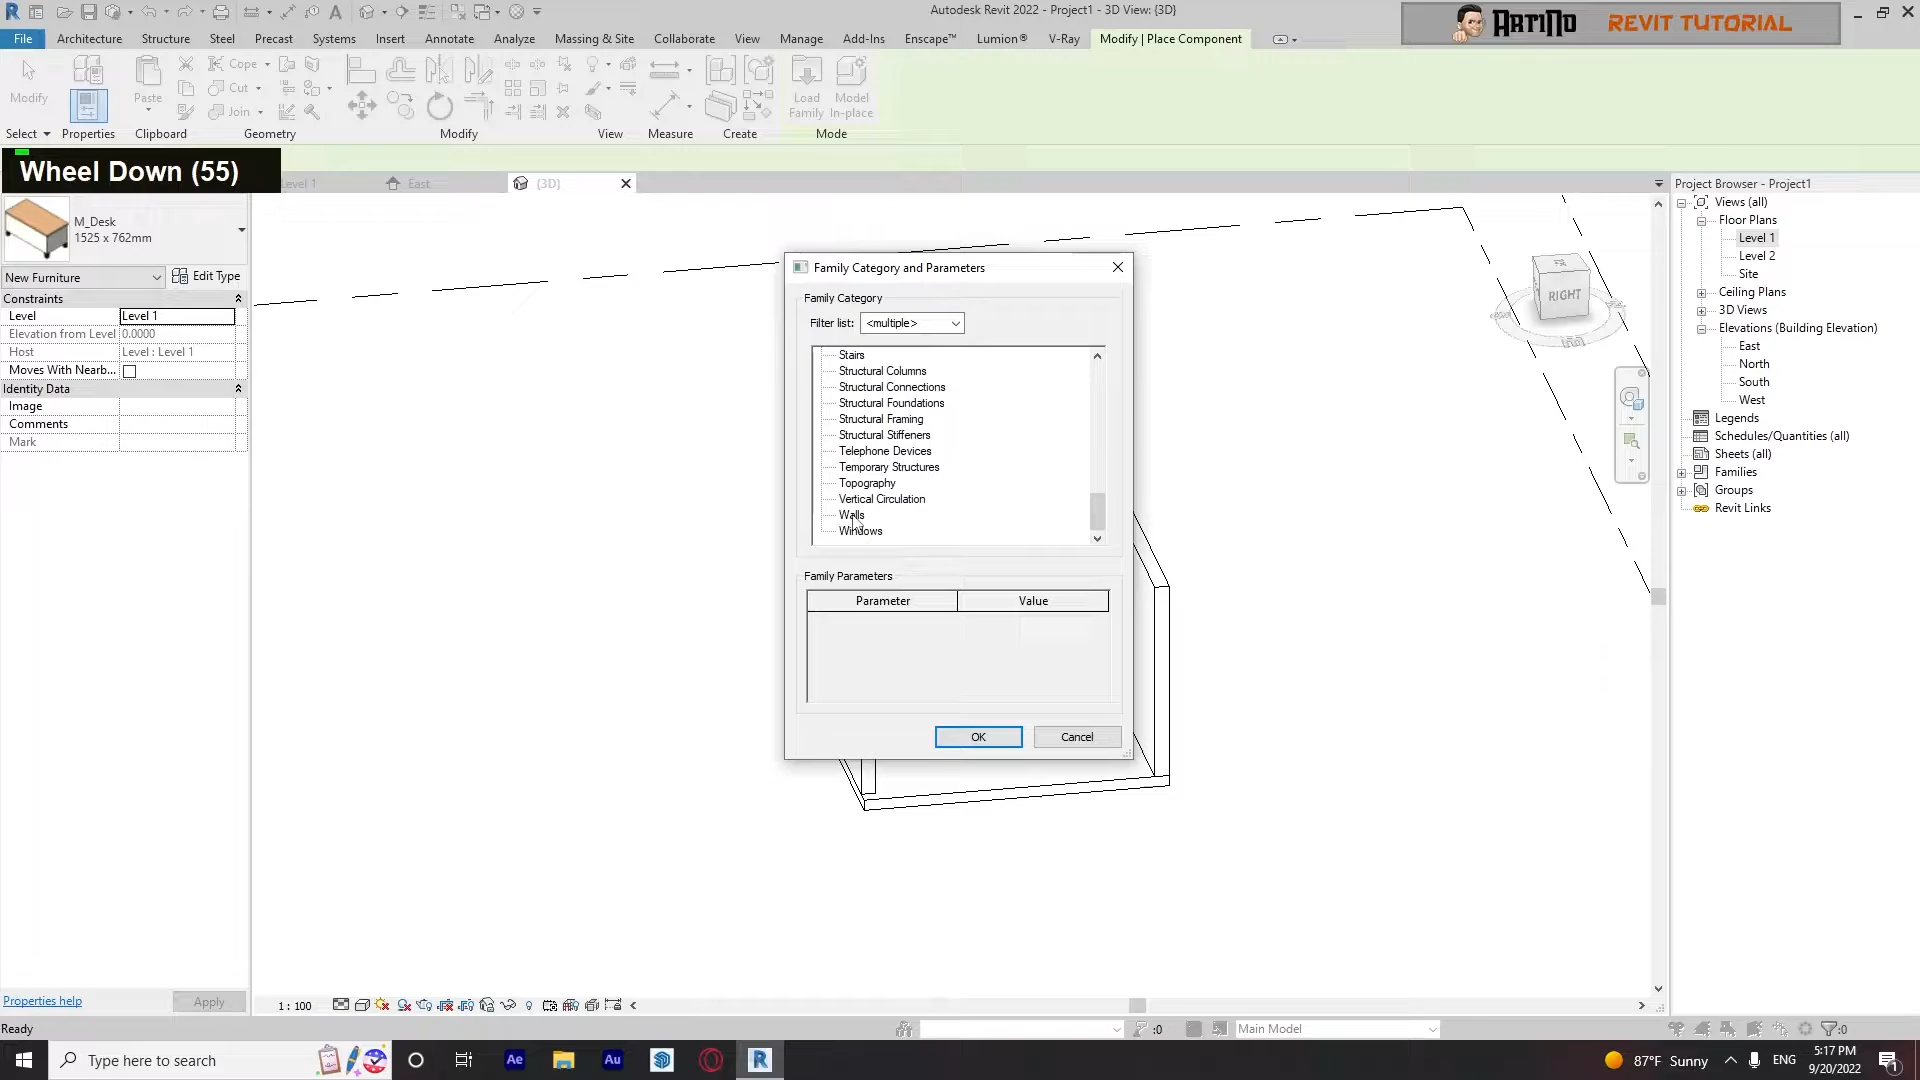 Autodesk Revit 2022 - Project1 - 3D View: {3D}
ARTINO REVIT TUTORIAL
File Architecture Structure Steel Precast Systems Insert Annotate Analyze Massing & Site Collaborate View Manage Add-Ins Enscape™ Lumion® V-Ray Modify | Place Component
Cope
Cut
Join
Modify
Paste
Load Family
Model In-place
Select Properties Clipboard Geometry Modify View Measure Create Mode
Wheel Down (55)
Level 1
East
{3D}
M_Desk
1525 x 762mm
New Furniture
Edit Type
Constraints
Level Level 1
Elevation from Level 0.0000
Host Level : Level 1
Moves With Nearb...
Identity Data
Image
Comments
Mark
Properties help
Apply
Family Category and Parameters
Family Category
Filter list: <multiple>
Stairs
Structural Columns
Structural Connections
Structural Foundations
Structural Framing
Structural Stiffeners
Telephone Devices
Temporary Structures
Topography
Vertical Circulation
Walls
Windows
Family Parameters
Parameter Value
OK
Cancel
RIGHT
Project Browser - Project1
Views (all)
Floor Plans
Level 1
Level 2
Site
Ceiling Plans
3D Views
Elevations (Building Elevation)
East
North
South
West
Legends
Schedules/Quantities (all)
Sheets (all)
Families
Groups
Revit Links
1 : 100
Ready
:0
Main Model
:0
Type here to search
Ae
Au
R
87°F Sunny
ENG
5:17 PM
9/20/2022
1